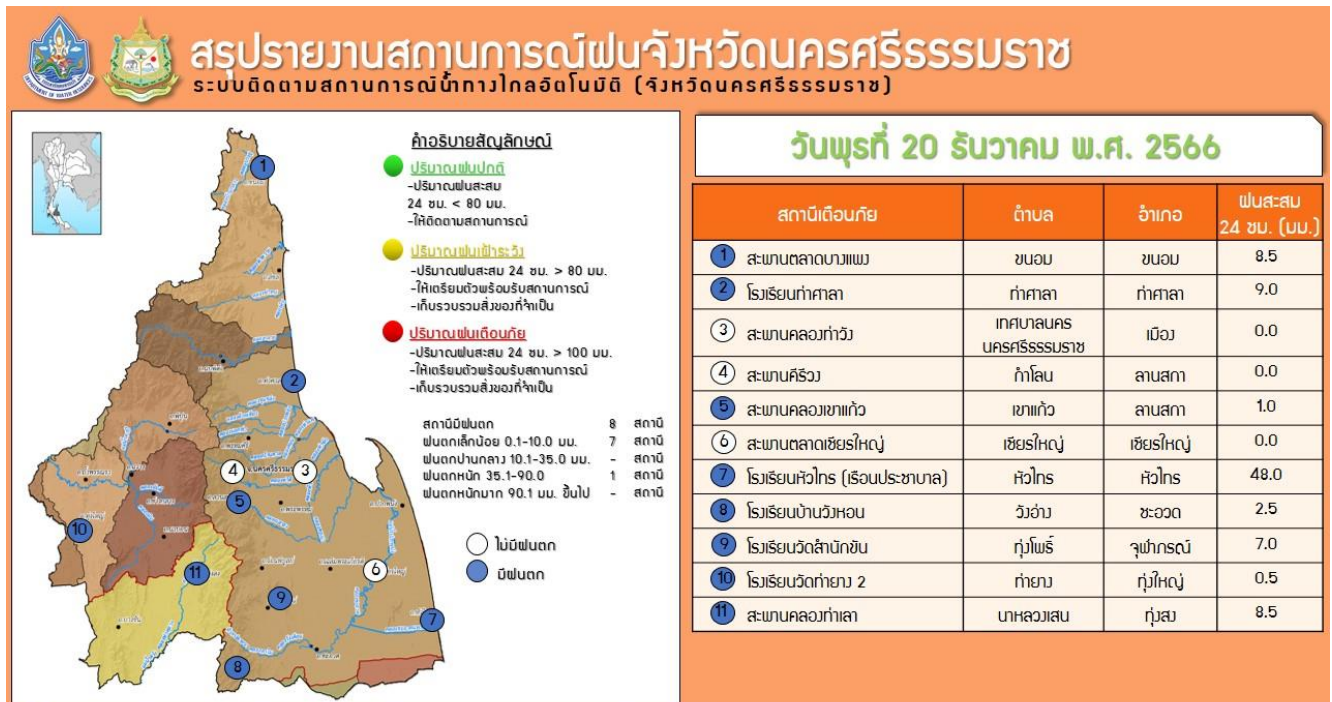 สรุปรายงานสถานการณ์ฝนจังหวัดนครศรีธรรมราช
ระบบติดตามสถานการณ์น้ำทางไกลอัตโนมัติ (จังหวัดนครศรีธรรมราช)
คำอธิบายสัญลักษณ์
ปริมาณฝนปกติ
-ปริมาณฝนสะสม
24 ชม. < 80 มม.
-ให้ติดตามสถานการณ์
ปริมาณฝนเฝ้าระวัง
-ปริมาณฝนสะสม 24 ชม. > 80 มม.
-ให้เตรียมตัวพร้อมรับสถานการณ์
-เก็บรวบรวมสิ่งของที่จำเป็น
ปริมาณฝนเตือนภัย
-ปริมาณฝนสะสม 24 ชม. > 100 มม.
-ให้เตรียมตัวพร้อมรับสถานการณ์
-เก็บรวบรวมสิ่งของที่จำเป็น
สถานีมีฝนตก 8 สถานี
ฝนตกเล็กน้อย 0.1-10.0 มม. 7 สถานี
ฝนตกปานกลาง 10.1-35.0 มม. - สถานี
ฝนตกหนัก 35.1-90.0 1 สถานี
ฝนตกหนักมาก 90.1 มม. ขึ้นไป - สถานี
ไม่มีฝนตก
มีฝนตก
1
2
4
3
5
10
11
6
9
7
8
วันพุธที่ 20 ธันวาคม พ.ศ. 2566
สถานีเตือนภัย ตำบล อำเภอ ฝนสะสม
24 ชม. (มม.)
1 สะพานตลาดบางแพง ขนอม ขนอม 8.5
2 โรงเรียนท่าศาลา ท่าศาลา ท่าศาลา 9.0
3 สะพานคลองท่าวัง เทศบาลนคร
นครศรีธรรมราช เมือง 0.0
4 สะพานคีรีวง กำโลน ลานสกา 0.0
5 สะพานคลองเขาแก้ว เขาแก้ว ลานสกา 1.0
6 สะพานตลาดเชียรใหญ่ เชียรใหญ่ เชียรใหญ่ 0.0
7 โรงเรียนหัวไทร (เรือนประชาบาล) หัวไทร หัวไทร 48.0
8 โรงเรียนบ้านวังหอน วังอ่าง ชะอวด 2.5
9 โรงเรียนวัดสำนักขัน ทุ่งโพธิ์ จุฬาภรณ์ 7.0
10 โรงเรียนวัดท่ายาง 2 ท่ายาง ทุ่งใหญ่ 0.5
11 สะพานคลองท่าเลา นาหลวงเสน ทุ่งสง 8.5